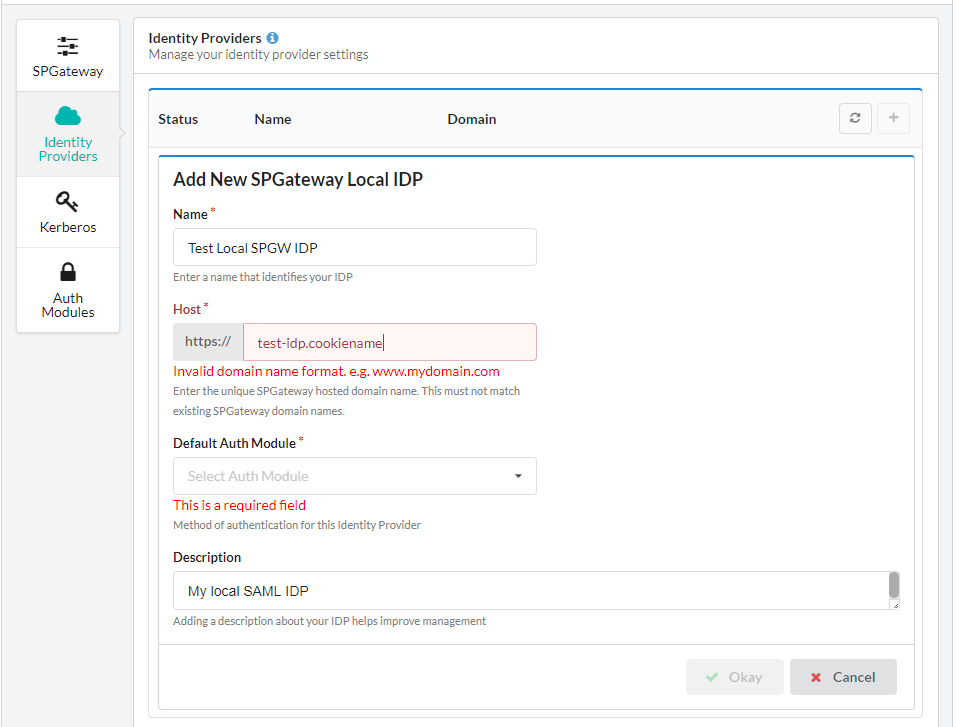 SPGateway
Identity
Providers
Kerberos
Auth
Modules
Identity Providers
Manage your identity provider settings
Status Name Domain
Add New SPGateway Local IDP
Name *
Test Local SPGW IDP
Enter a name that identifies your IDP
Host *
https:// test-idp.cookiename
Invalid domain name format. e.g. www.mydomain.com
Enter the unique SPGateway hosted domain name. This must not match
existing SPGateway domain names.
Default Auth Module *
Select Auth Module
This is a required field
Method of authentication for this Identity Provider
Description
My local SAML IDP
Adding a description about your IDP helps improve management
Okay Cancel